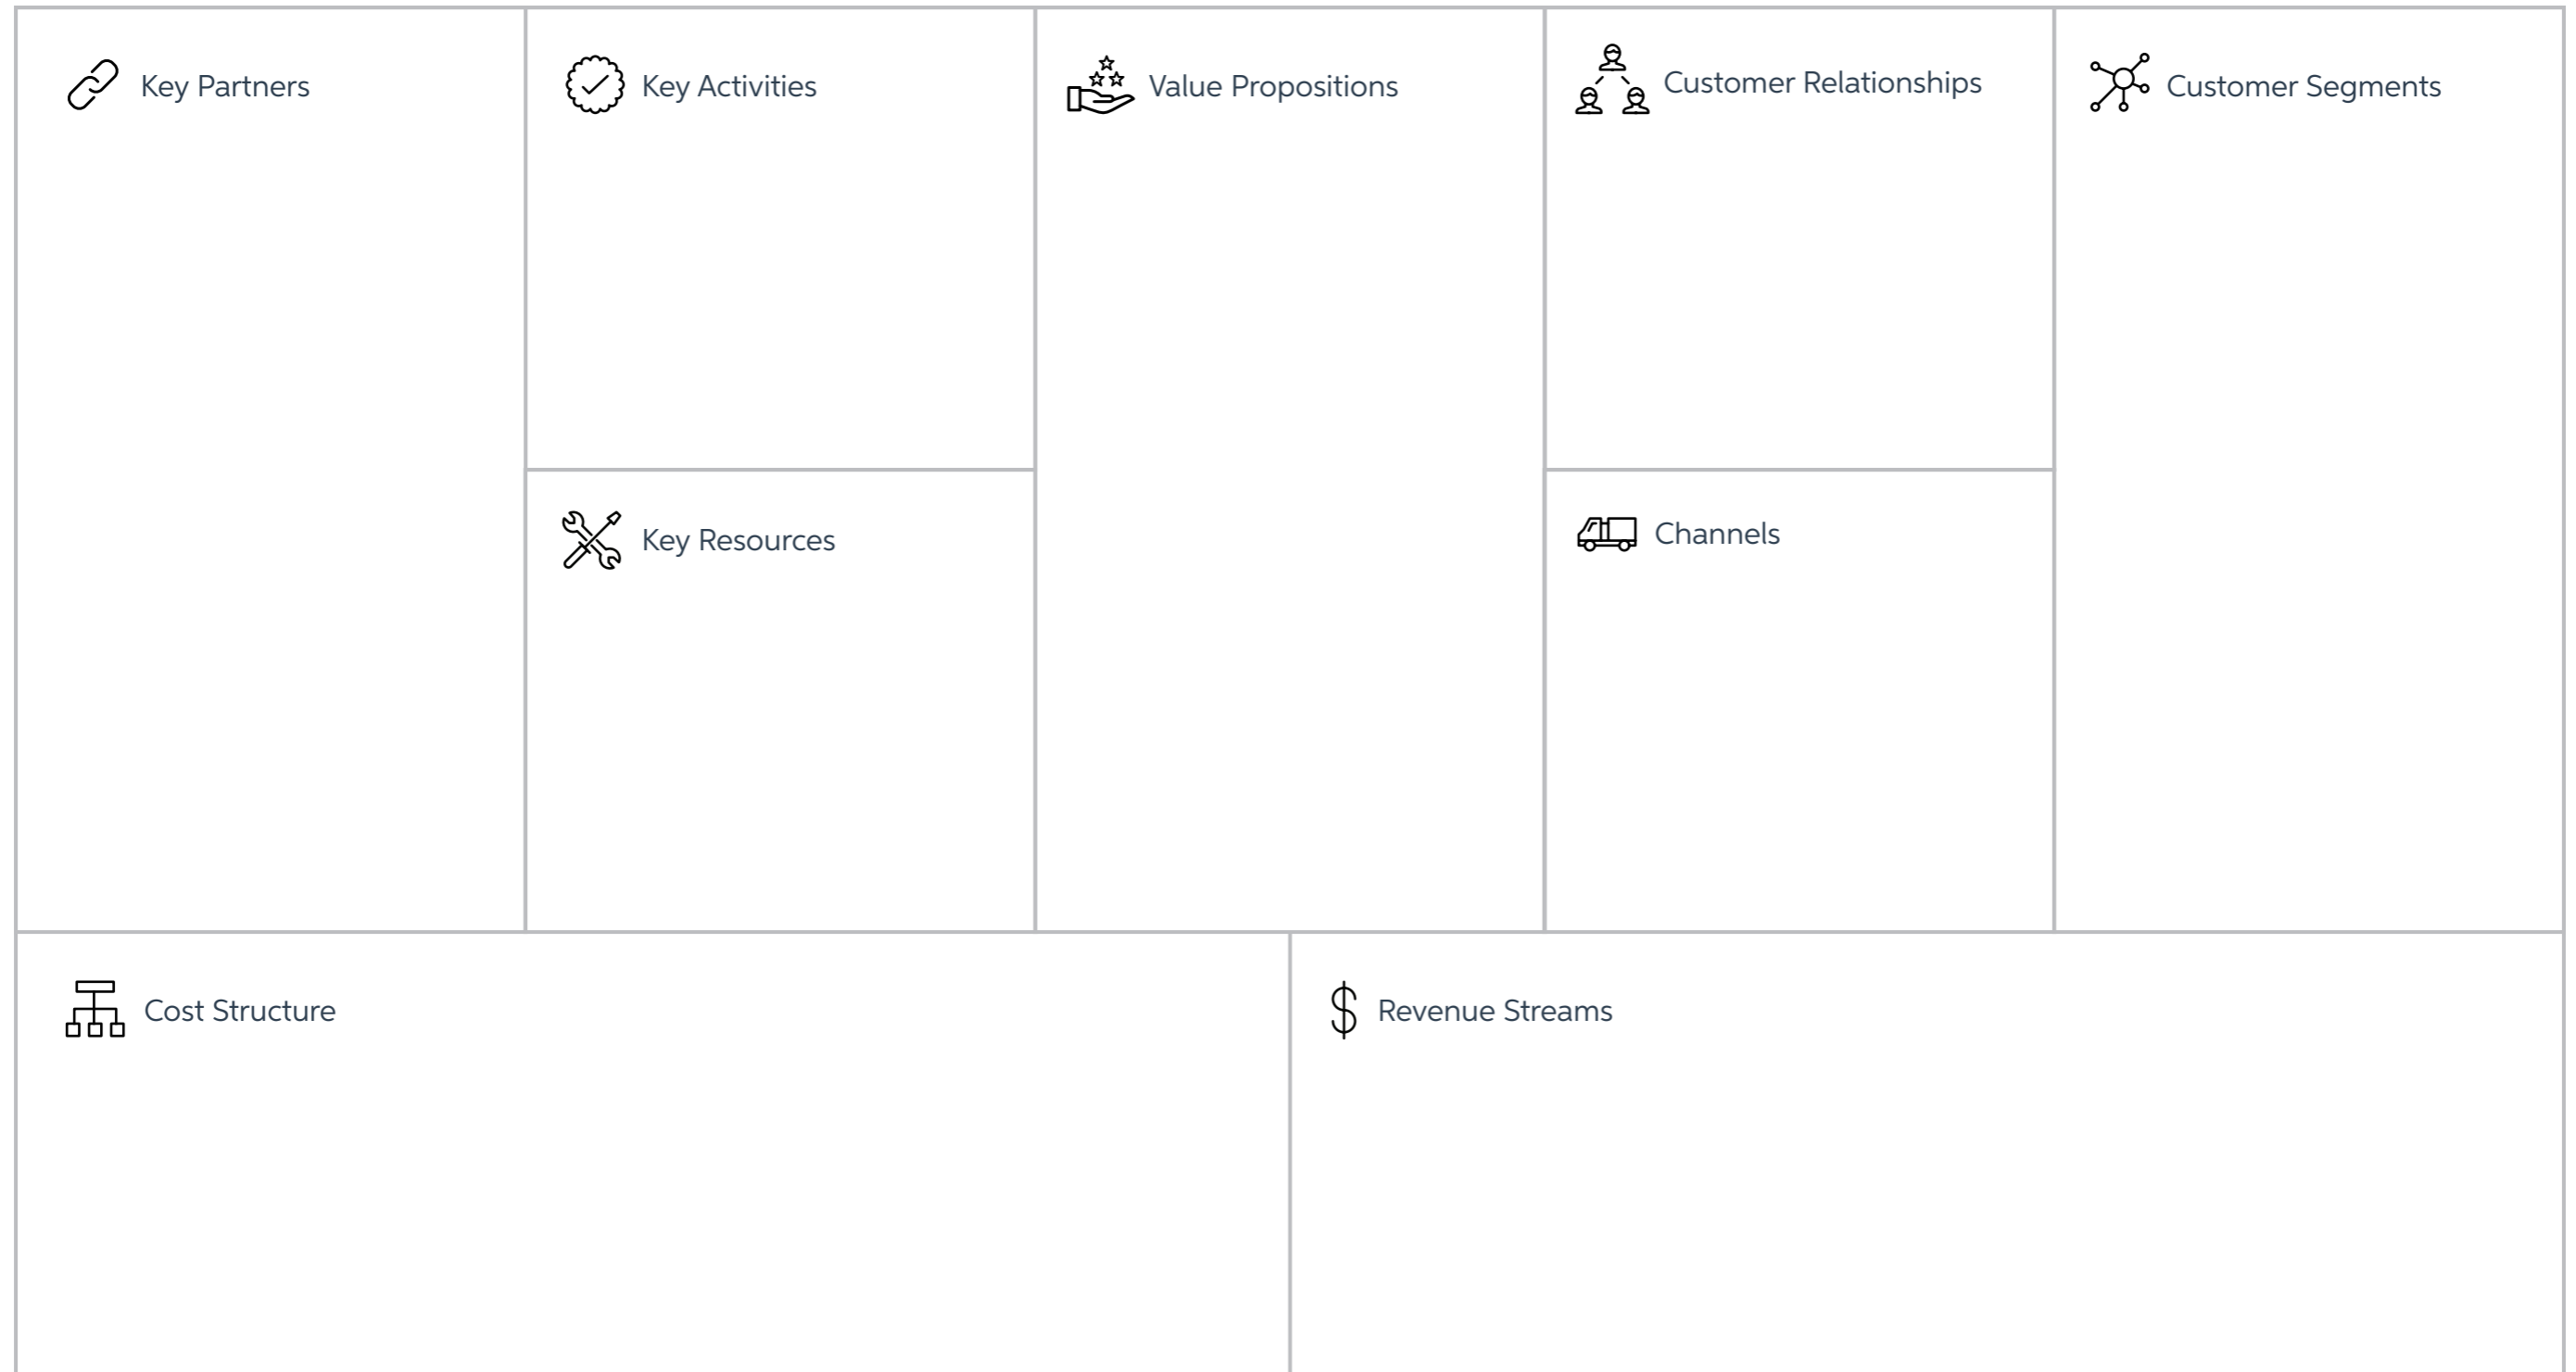 Key Partners
Key Activities
Value Propositions
Customer Relationships
Customer Segments
Key Resources
Channels
Cost Structure
Revenue Streams